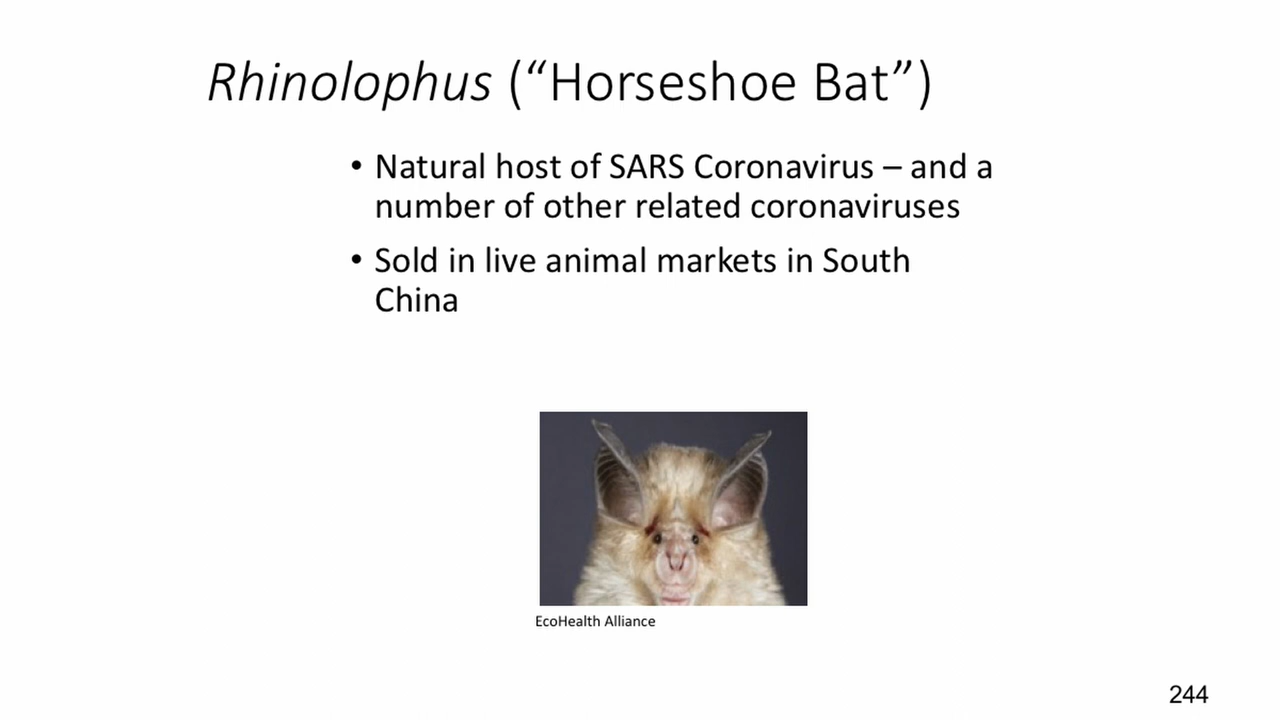 Rhinolophus (“Horseshoe Bat”)
• Natural host of SARS Coronavirus – and a
number of other related coronaviruses
• Sold in live animal markets in South
China
EcoHealth Alliance
244